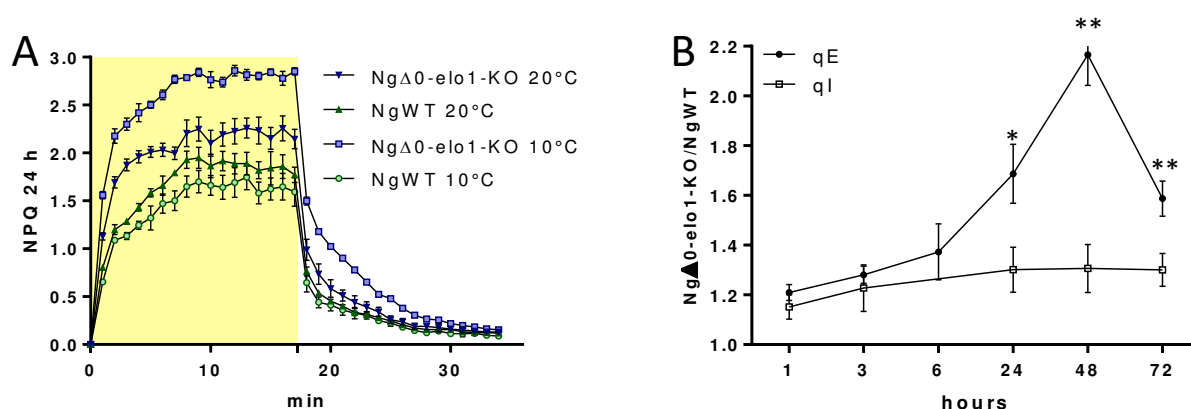 A
NPQ 24 h
3.0
2.5
2.0
1.5
1.0
0.5
0.0
0
10
20
30
min
NgΔ0-elo1-KO 20°C
NgWT 20°C
NgΔ0-elo1-KO 10°C
NgWT 10°C
B
Ng▲0-elo1-KO/NgWT
2.2
2.0
1.8
1.6
1.4
1.2
1.0
qE
qI
*
**
**
1
3
6
24
48
72
hours